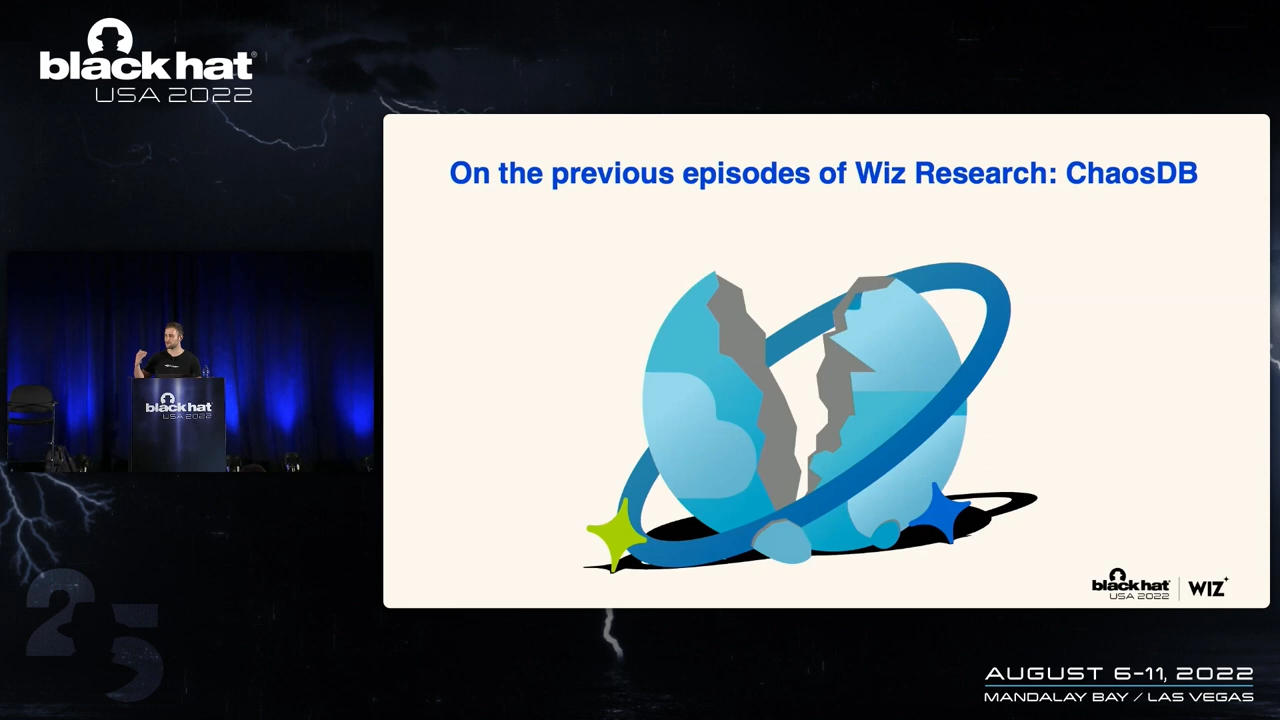 black hat®
USA 2022
On the previous episodes of Wiz Research: ChaosDB
black hat
USA 2022
black hat®
USA 2022
WIZ
25
AUGUST 6-11, 2022
MANDALAY BAY / LAS VEGAS